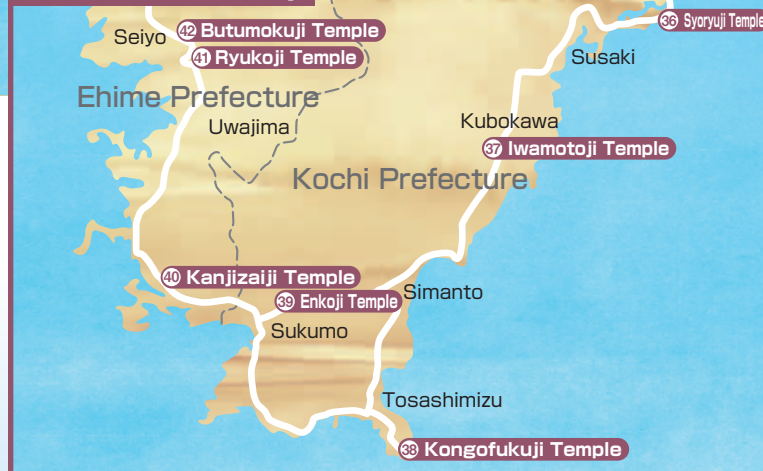 ㊱ Syoryuji Temple
Seiyo
㊷ Butumokuji Temple
㊶ Ryukoji Temple
Susaki
Ehime Prefecture
Uwajima
Kubokawa
㊲ Iwamotoji Temple
Kochi Prefecture
㊵ Kanjizaiji Temple
㊴ Enkoji Temple
Simanto
Sukumo
Tosashimizu
㊳ Kongofukuji Temple